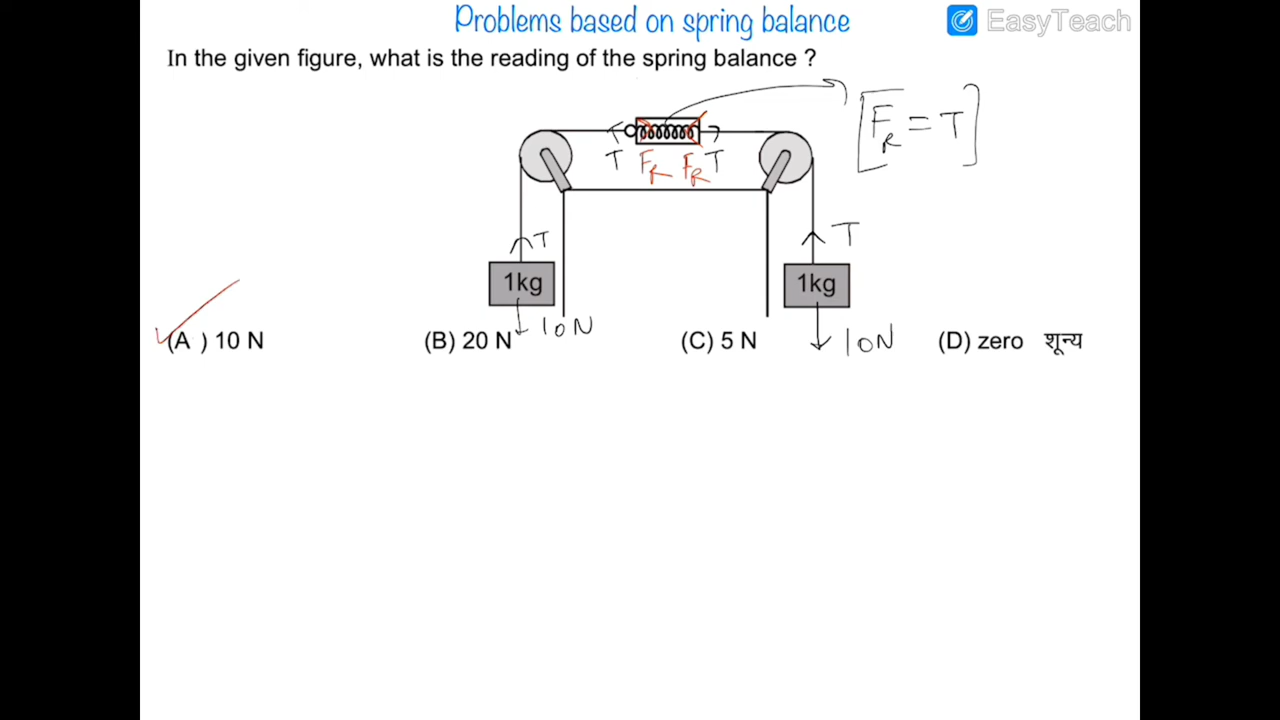 Problems based on spring balance
EasyTeach
In the given figure, what is the reading of the spring balance ?
F_R = T
T F_R F_R T
T T
1kg 1kg
10N 10N
(A ) 10 N (B) 20 N (C) 5 N (D) zero शून्य